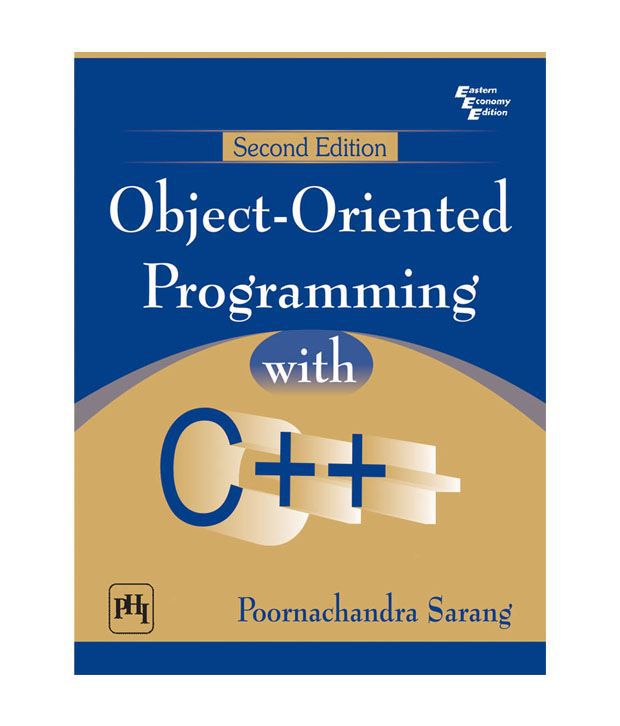 Eastern
Economy
Edition
Second Edition
Object-Oriented
Programming
with
C++
PHI
Poornachandra Sarang